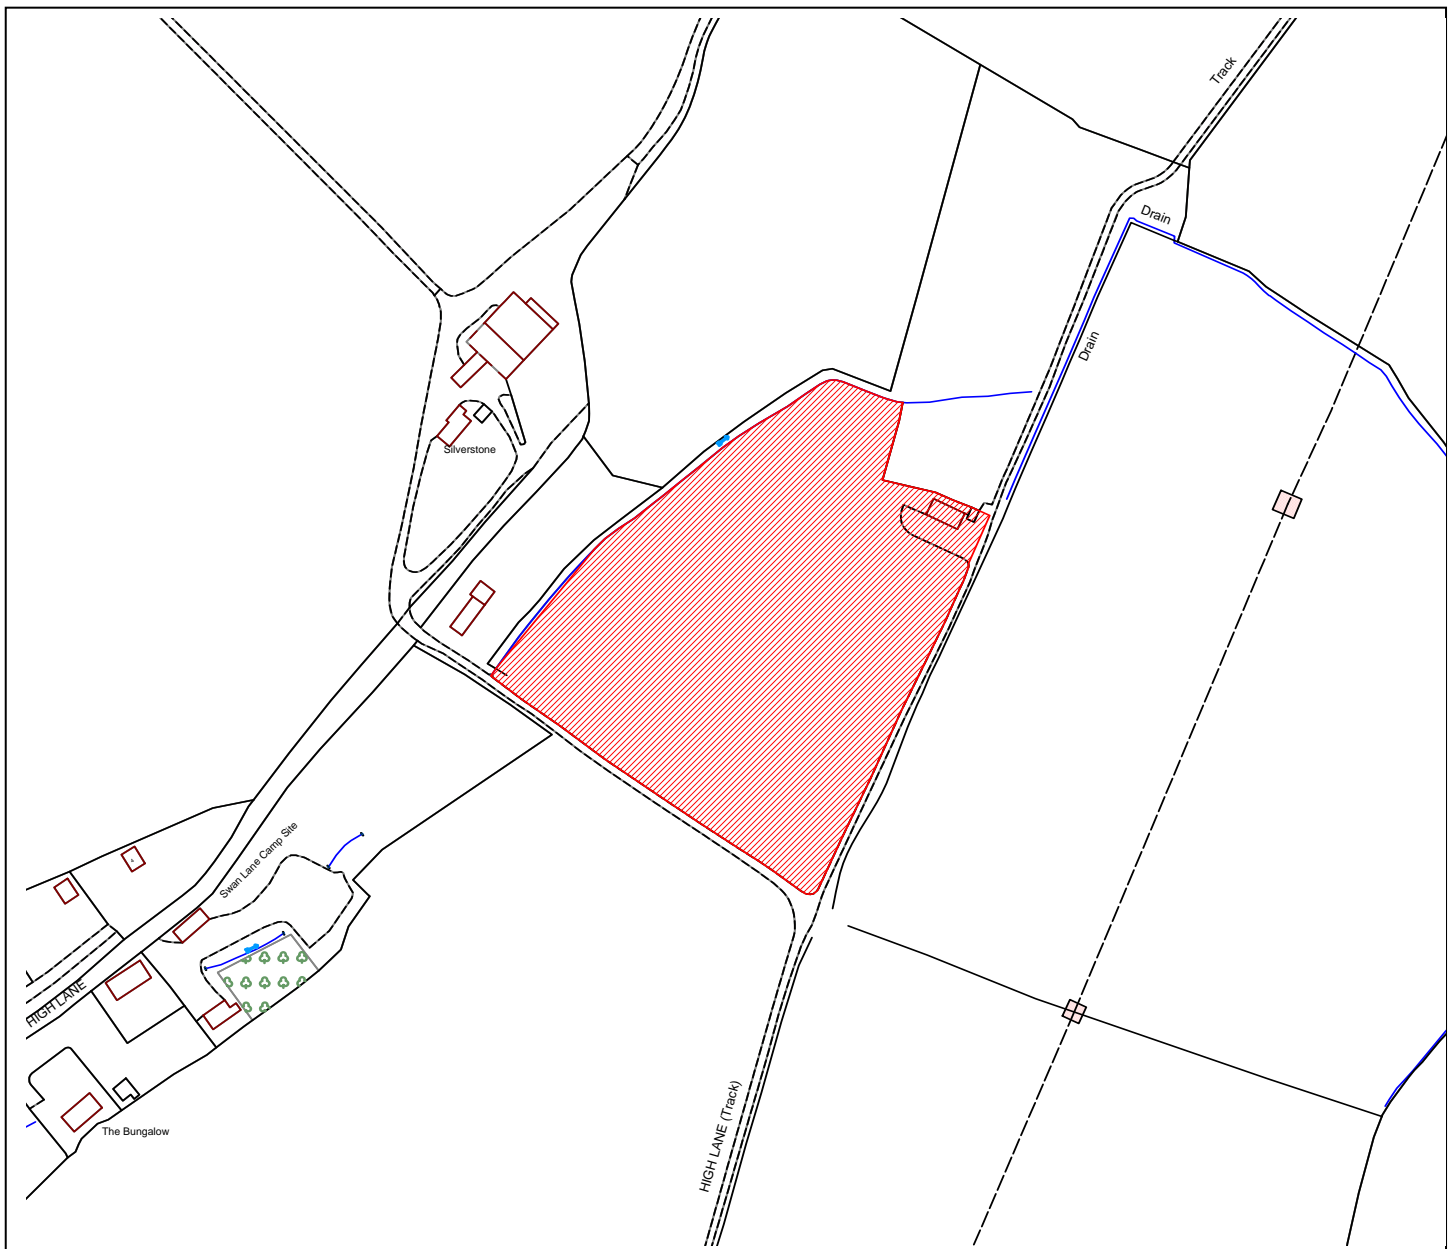 Track
Drain
Drain
Silverstone
Swan Lane Camp Site
HIGH LANE
HIGH LANE (Track)
The Bungalow